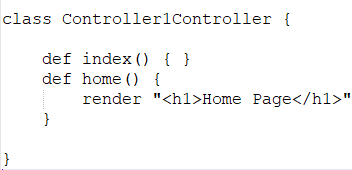 class Controller1Controller {
def index() { }
def home() {
render "<h1>Home Page</h1>"
}
}